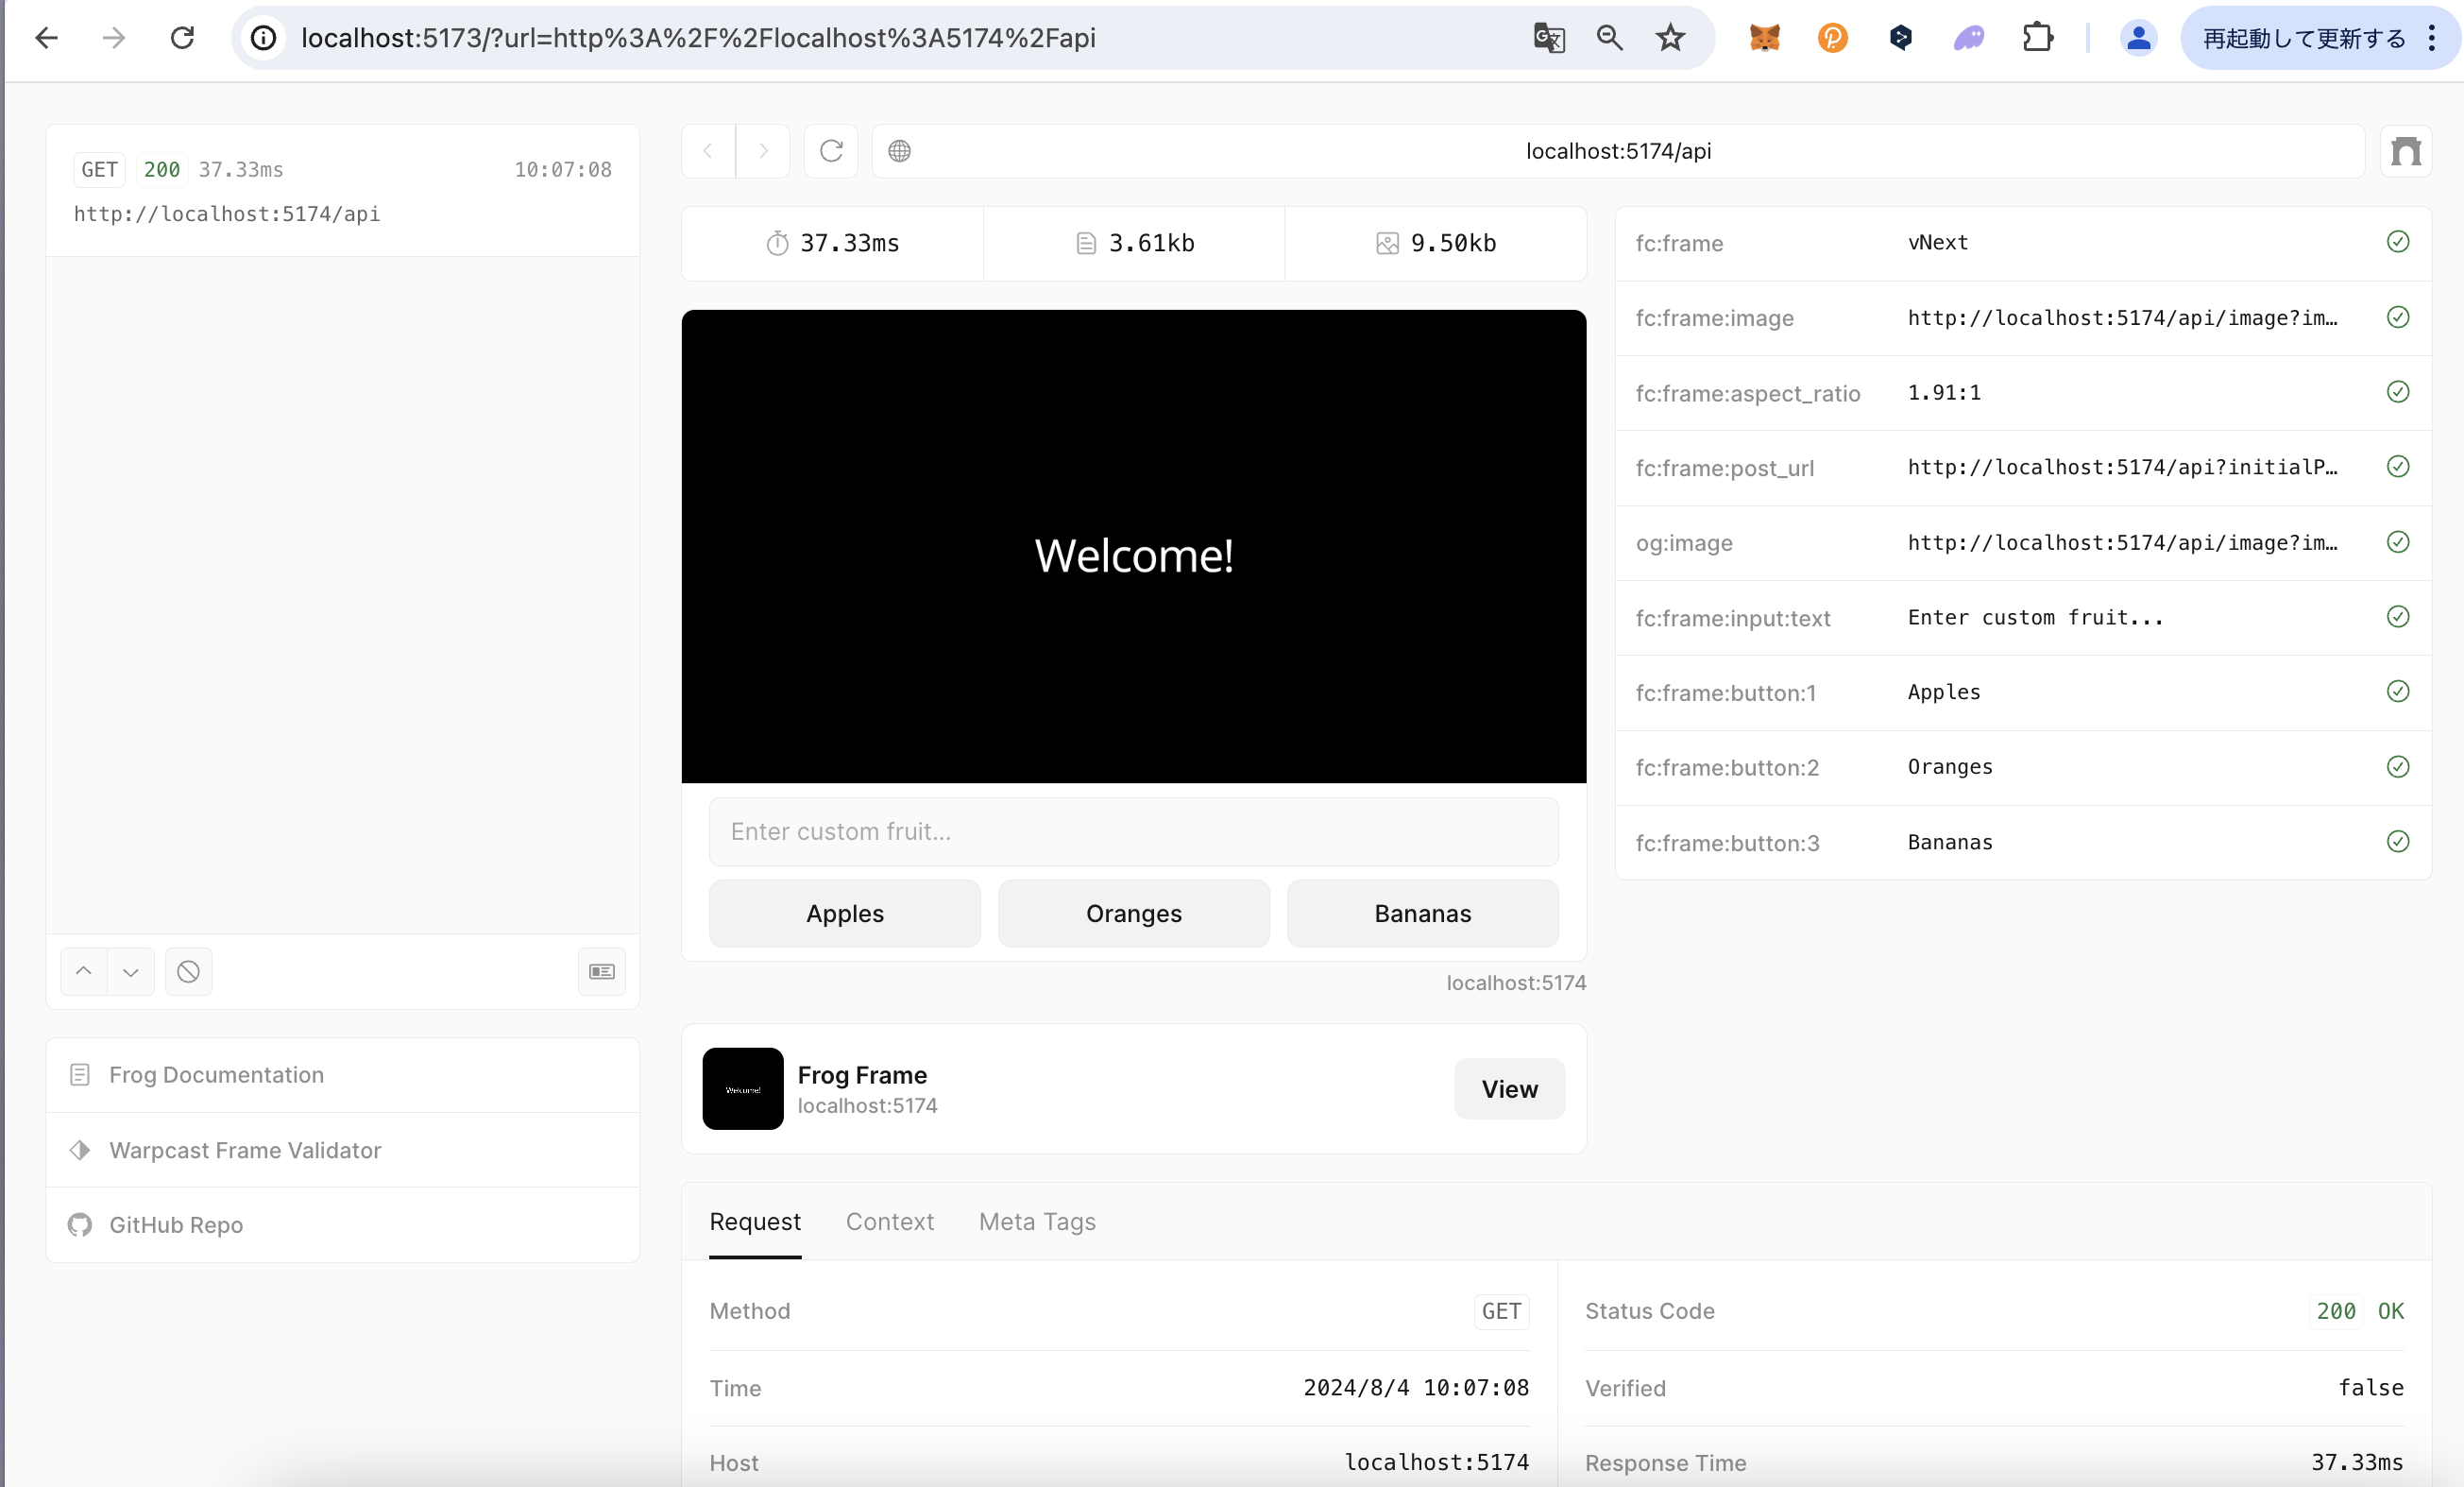 localhost:5173/?url=http%3A%2F%2Flocalhost%3A5174%2Fapi
再起動して更新する
GET 200 37.33ms 10:07:08
http://localhost:5174/api
localhost:5174/api
37.33ms 3.61kb 9.50kb
Welcome!
Enter custom fruit...
Apples Oranges Bananas
localhost:5174
fc:frame vNext
fc:frame:image http://localhost:5174/api/image?im…
fc:frame:aspect_ratio 1.91:1
fc:frame:post_url http://localhost:5174/api?initialP…
og:image http://localhost:5174/api/image?im…
fc:frame:input:text Enter custom fruit...
fc:frame:button:1 Apples
fc:frame:button:2 Oranges
fc:frame:button:3 Bananas
Frog Documentation
Warpcast Frame Validator
GitHub Repo
Welcome!
Frog Frame
localhost:5174
View
Request Context Meta Tags
Method GET
Time 2024/8/4 10:07:08
Host localhost:5174
Status Code 200 OK
Verified false
Response Time 37.33ms